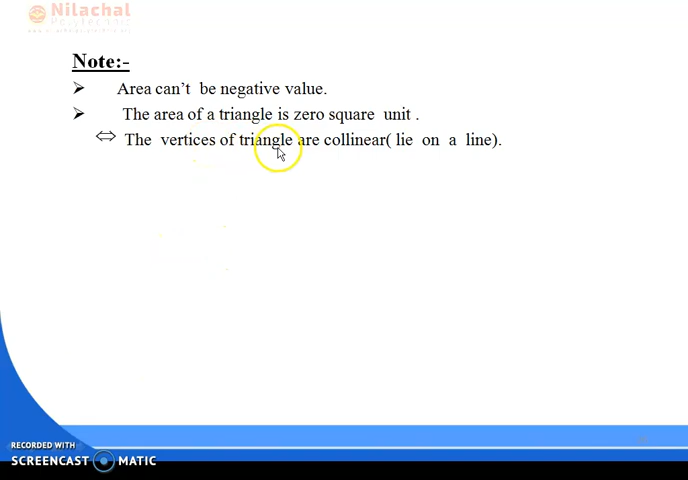 Nilachal
Polytechnic
Note:-
➢ Area can’t be negative value.
➢ The area of a triangle is zero square unit .
⇔ The vertices of triangle are collinear( lie on a line).
RECORDED WITH
SCREENCAST MATIC